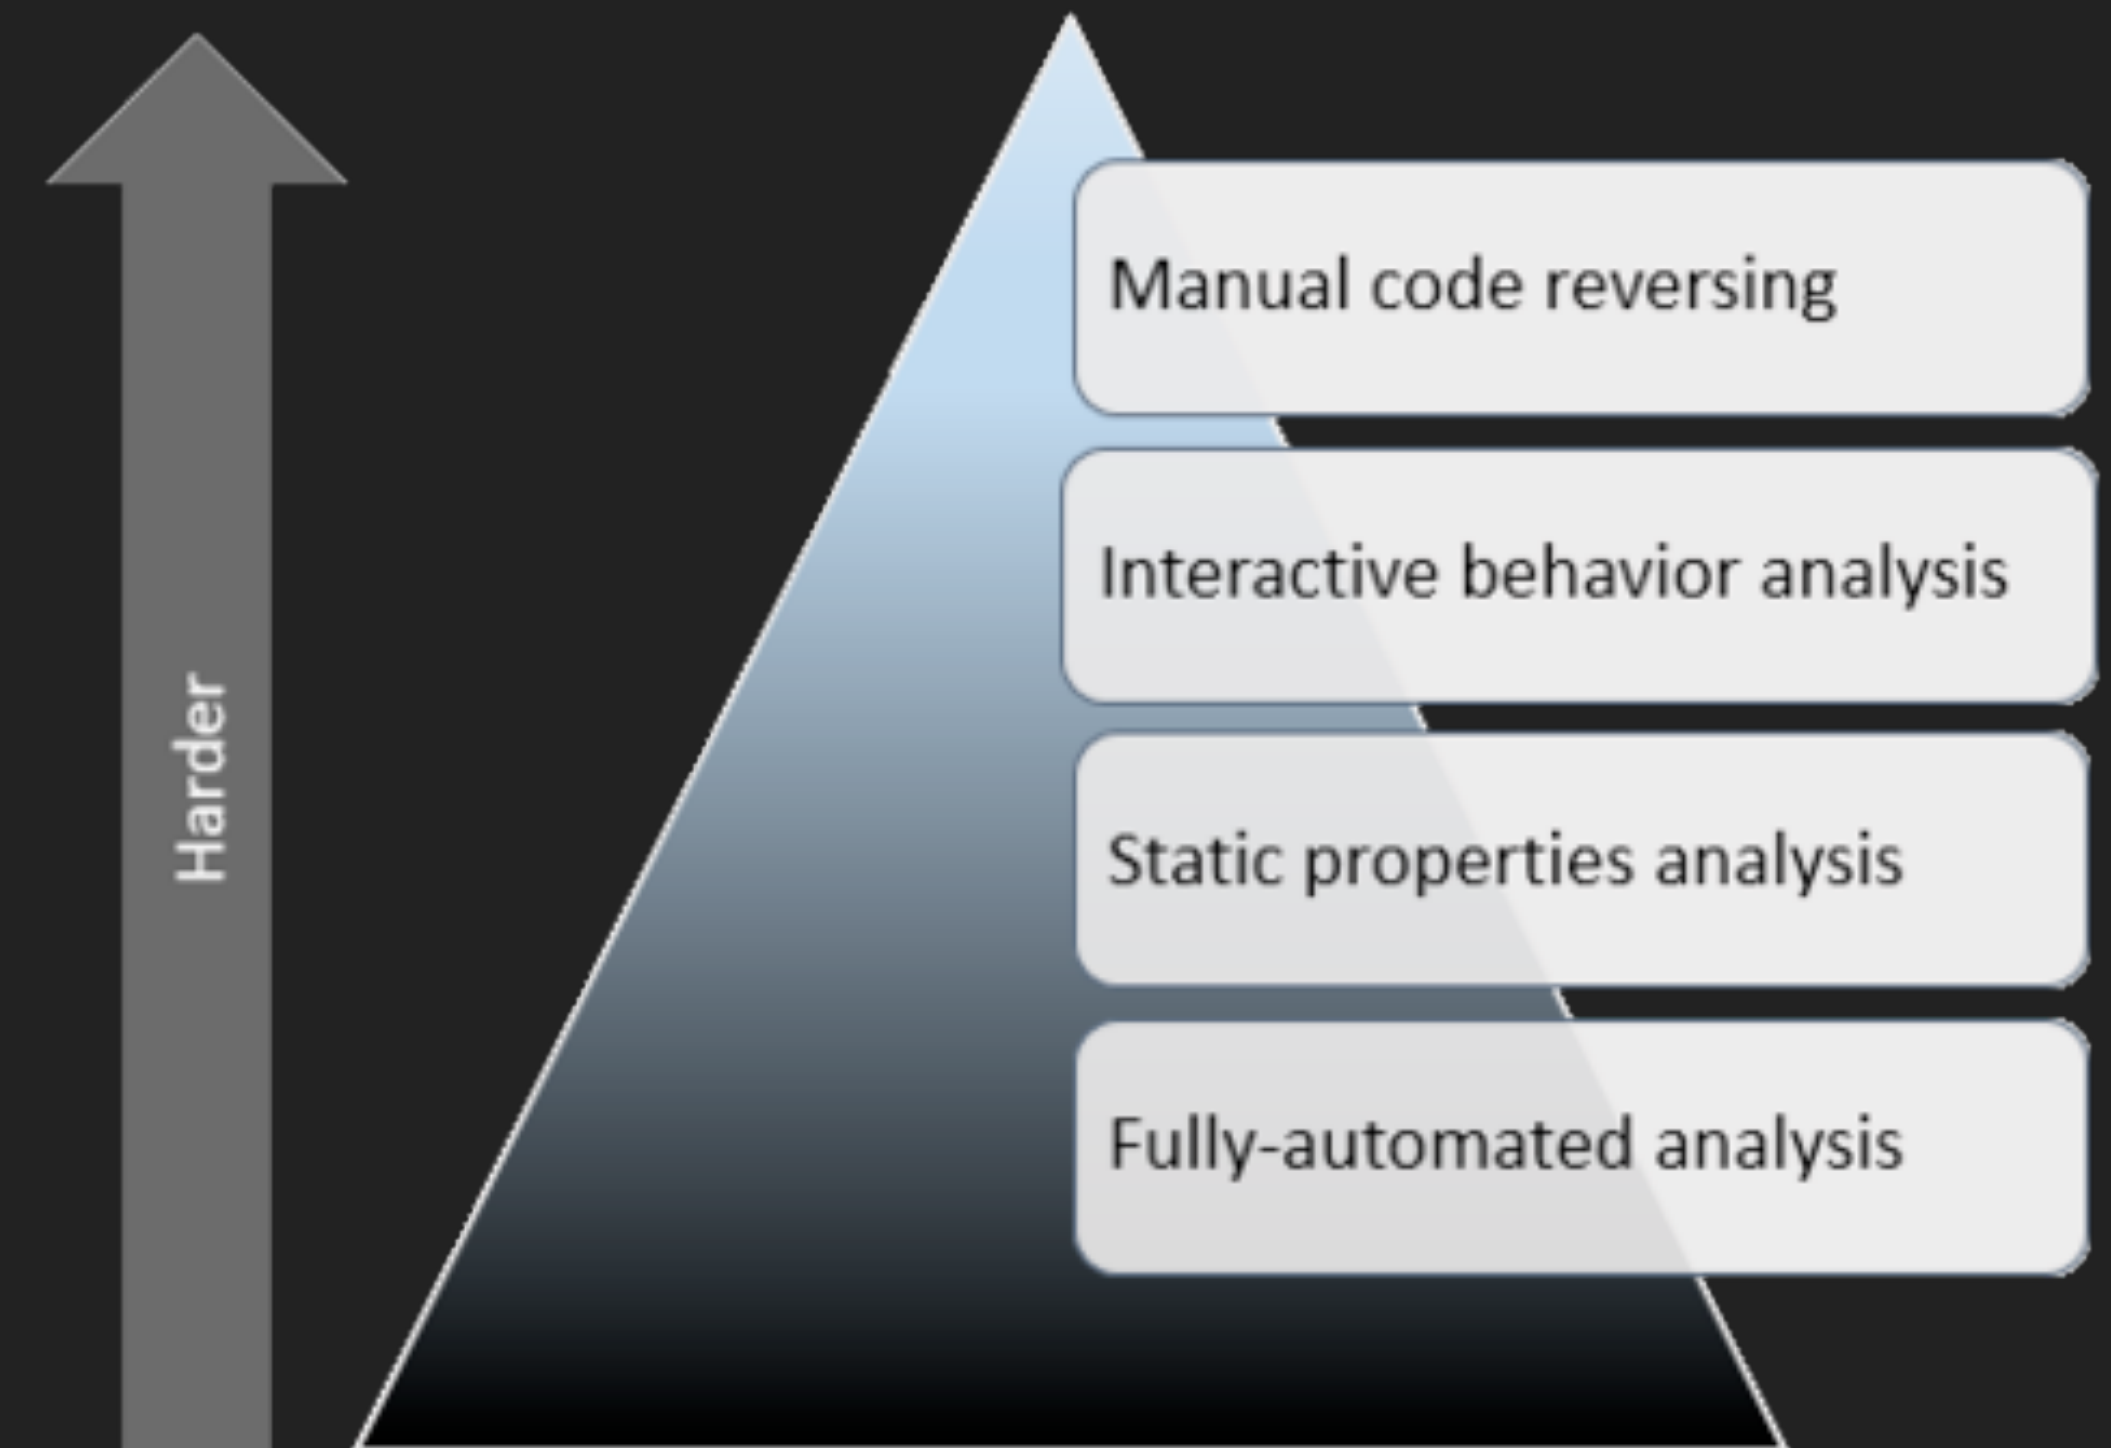 Harder
Manual code reversing
Interactive behavior analysis
Static properties analysis
Fully-automated analysis